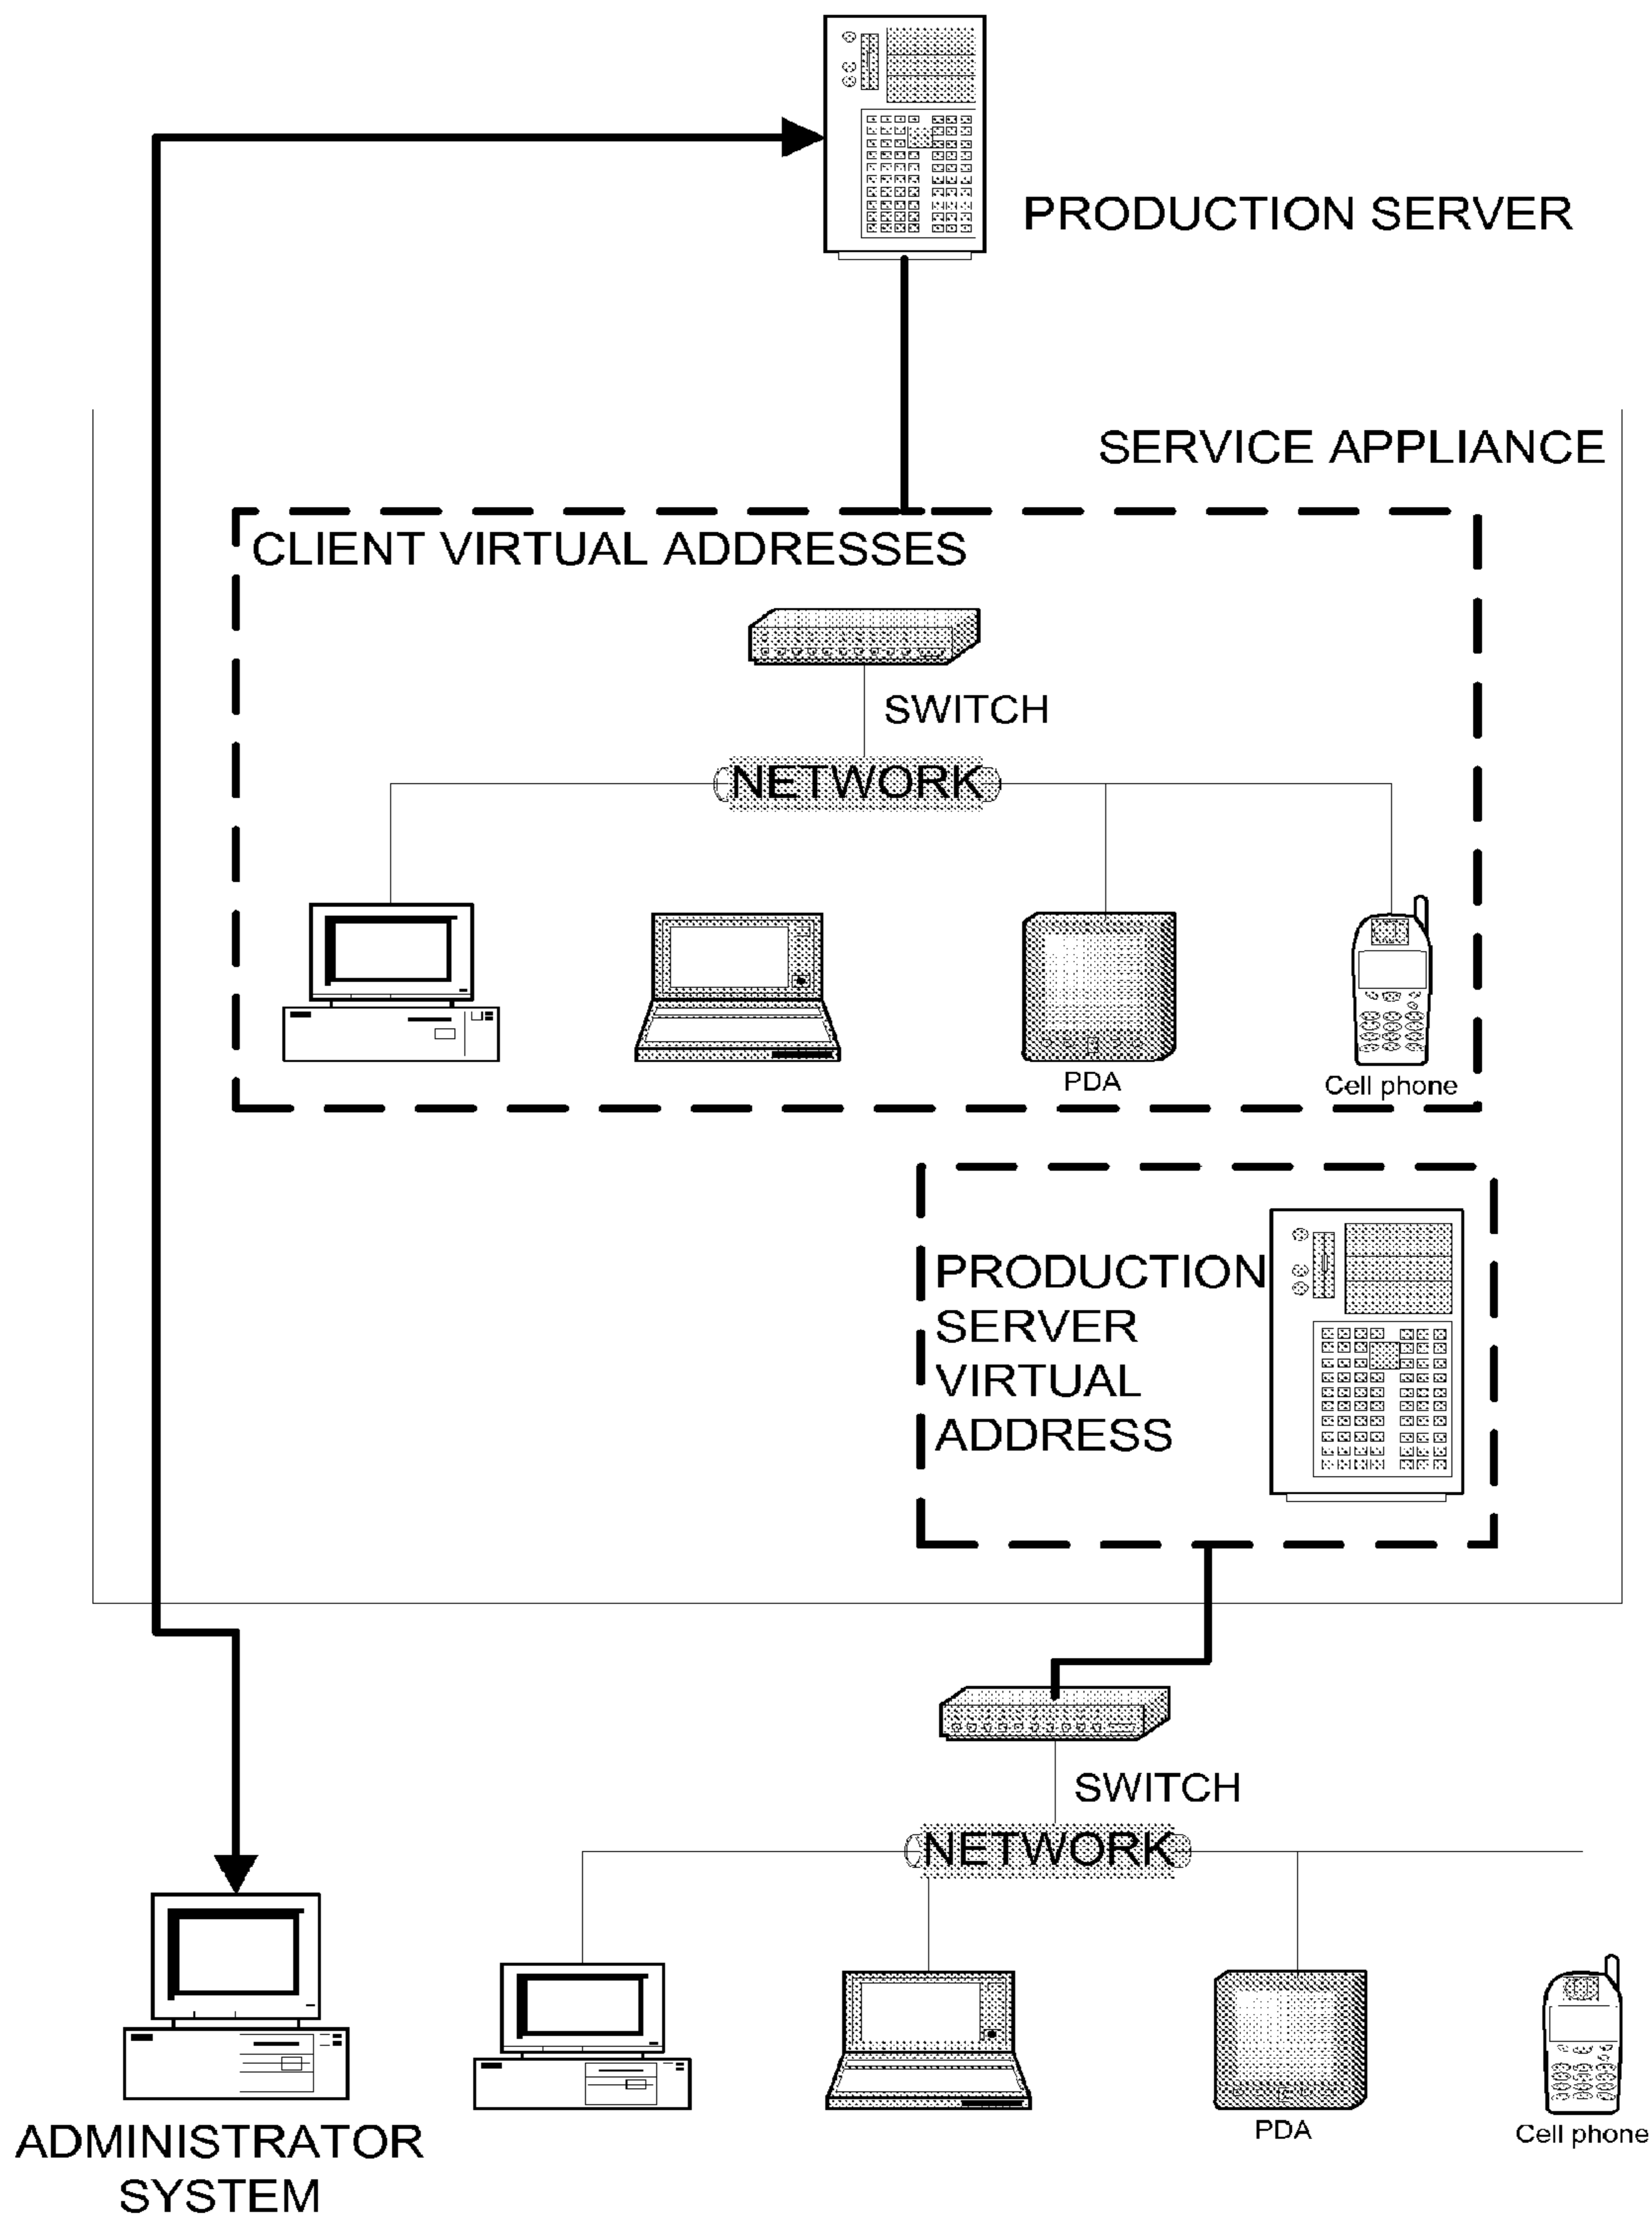 PRODUCTION SERVER
SERVICE APPLIANCE
CLIENT VIRTUAL ADDRESSES
SWITCH
NETWORK
PDA
Cell phone
PRODUCTION
SERVER
VIRTUAL
ADDRESS
SWITCH
NETWORK
PDA
Cell phone
ADMINISTRATOR
SYSTEM